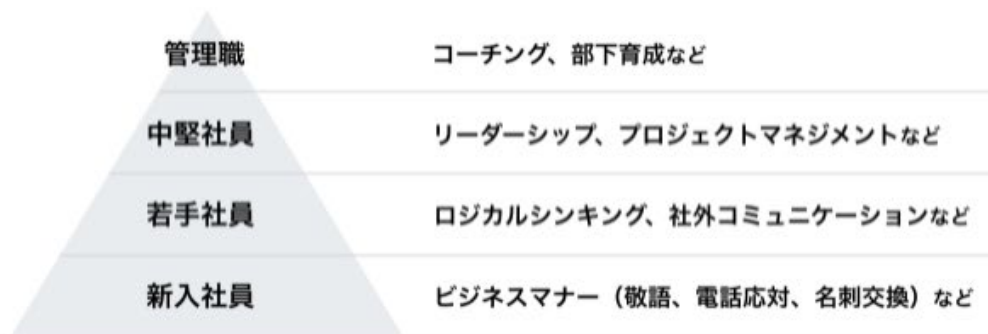 管理職 コーチング、部下育成など
中堅社員 リーダーシップ、プロジェクトマネジメントなど
若手社員 ロジカルシンキング、社外コミュニケーションなど
新入社員 ビジネスマナー（敬語、電話応対、名刺交換）など